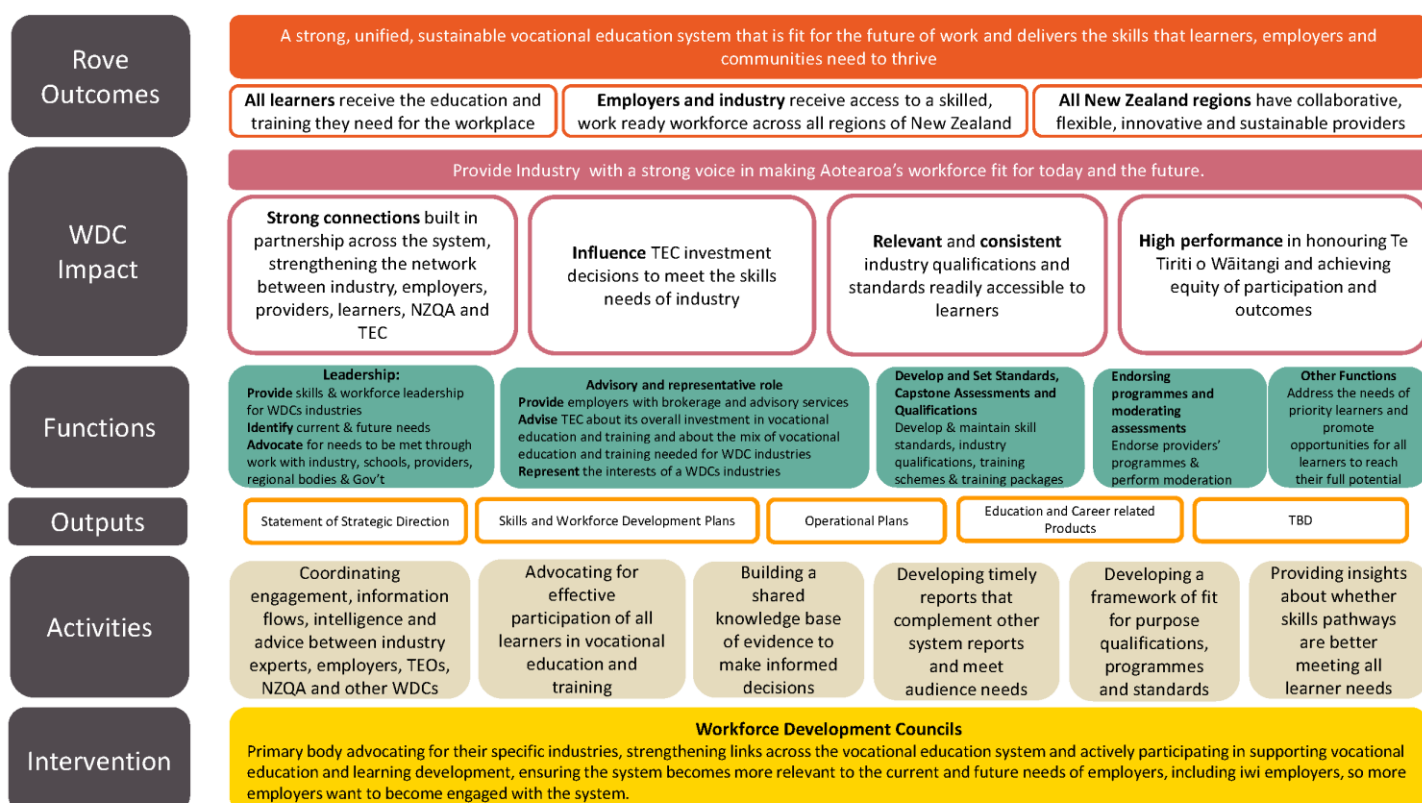 Rove
Outcomes
A strong, unified, sustainable vocational education system that is fit for the future of work and delivers the skills that learners, employers and
communities need to thrive
All learners receive the education and
training they need for the workplace
Employers and industry receive access to a skilled,
work ready workforce across all regions of New Zealand
All New Zealand regions have collaborative,
flexible, innovative and sustainable providers
WDC
Impact
Provide Industry with a strong voice in making Aotearoa's workforce fit for today and the future.
Strong connections built in
partnership across the system,
strengthening the network
between industry, employers,
providers, learners, NZQA and
TEC
Influence TEC investment
decisions to meet the skills
needs of industry
Relevant and consistent
industry qualifications and
standards readily accessible to
learners
High performance in honouring Te
Tiriti o Wāitangi and achieving
equity of participation and
outcomes
Functions
Leadership:
Provide skills & workforce leadership
for WDCs industries
Identify current & future needs
Advocate for needs to be met through
work with industry, schools, providers,
regional bodies & Gov't
Advisory and representative role
Provide employers with brokerage and advisory services
Advise TEC about its overall investment in vocational
education and training and about the mix of vocational
education and training needed for WDC industries
Represent the interests of a WDCs industries
Develop and Set Standards,
Capstone Assessments and
Qualifications
Develop & maintain skill
standards, industry
qualifications, training
schemes & training packages
Endorsing
programmes and
moderating
assessments
Endorse providers'
programmes &
perform moderation
Other Functions
Address the needs of
priority learners and
promote
opportunities for all
learners to reach
their full potential
Outputs
Statement of Strategic Direction
Skills and Workforce Development Plans
Operational Plans
Education and Career related
Products
TBD
Activities
Coordinating
engagement, information
flows, intelligence and
advice between industry
experts, employers, TEOs,
NZQA and other WDCs
Advocating for
effective
participation of all
learners in vocational
education and
training
Building a
shared
knowledge base
of evidence to
make informed
decisions
Developing timely
reports that
complement other
system reports
and meet
audience needs
Developing a
framework of fit
for purpose
qualifications,
programmes
and standards
Providing insights
about whether
skills pathways
are better
meeting all
learner needs
Intervention
Workforce Development Councils
Primary body advocating for their specific industries, strengthening links across the vocational education system and actively participating in supporting vocational
education and learning development, ensuring the system becomes more relevant to the current and future needs of employers, including iwi employers, so more
employers want to become engaged with the system.